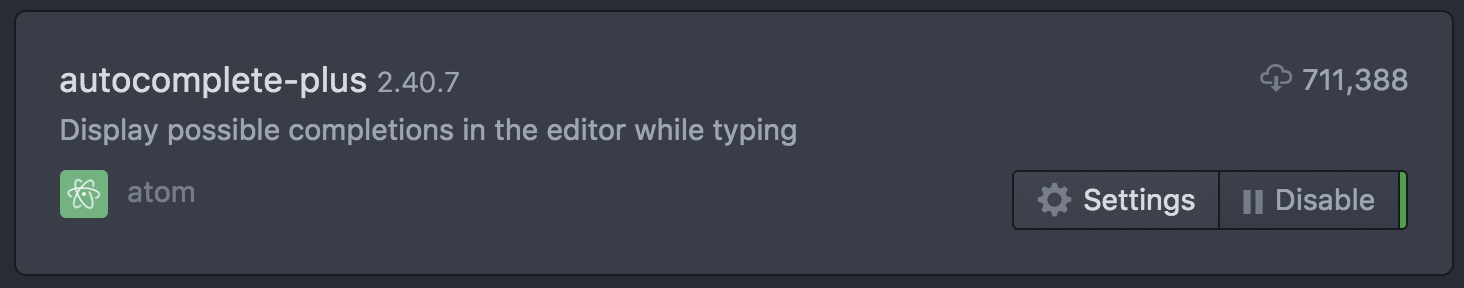 autocomplete-plus 2.40.7
711,388
Display possible completions in the editor while typing
atom
Settings
Disable